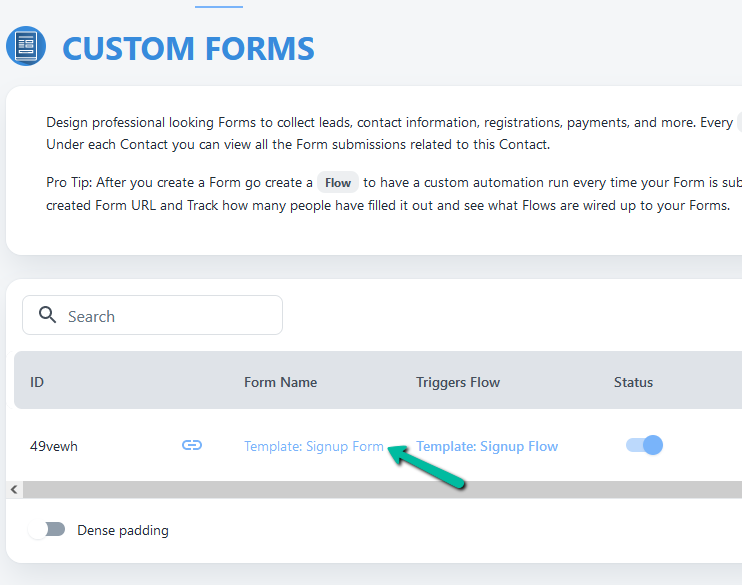 CUSTOM FORMS
Design professional looking Forms to collect leads, contact information, registrations, payments, and more. Every
Under each Contact you can view all the Form submissions related to this Contact.
Pro Tip: After you create a Form go create a Flow to have a custom automation run every time your Form is sub
created Form URL and Track how many people have filled it out and see what Flows are wired up to your Forms.
Search
ID Form Name Triggers Flow Status
49vewh Template: Signup Form Template: Signup Flow
Dense padding